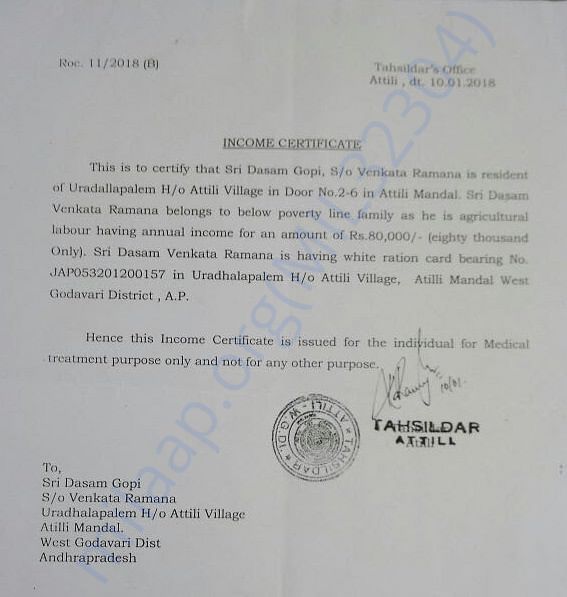 Roc. 11/2018 (B)
Tahsildar's Office
Attili , dt. 10.01.2018
INCOME CERTIFICATE
This is to certify that Sri Dasam Gopi, S/o Venkata Ramana is resident
of Uradallapalem H/o Attili Village in Door No.2-6 in Attili Mandal. Sri Dasam
Venkata Ramana belongs to below poverty line family as he is agricultural
labour having annual income for an amount of Rs.80,000/- (eighty thousand
Only). Sri Dasam Venkata Ramana is having white ration card bearing No.
JAP053201200157 in Uradhalapalem H/o Attili Village, Atilli Mandal West
Godavari District , A.P.
Hence this Income Certificate is issued for the individual for Medical
treatment purpose only and not for any other purpose.
10/01
TAHSILDAR
ATTILI
TAHSILDAR * ATTILI - W.G.Dt. *
To,
Sri Dasam Gopi
S/o Venkata Ramana
Uradhalapalem H/o Attili Village
Atilli Mandal.
West Godavari Dist
Andhrapradesh